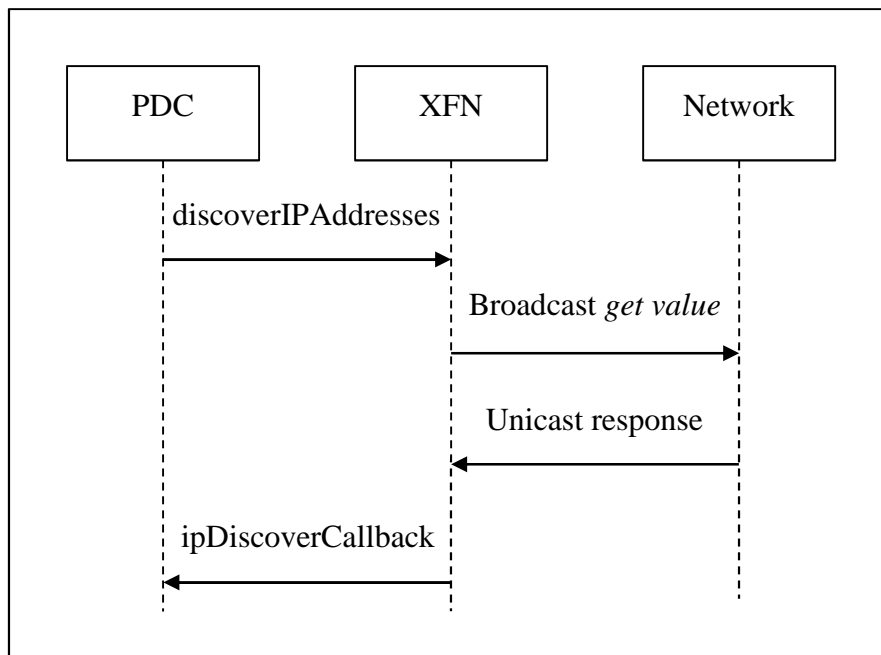 PDC
XFN
Network
discoverIPAddresses
Broadcast get value
Unicast response
ipDiscoverCallback